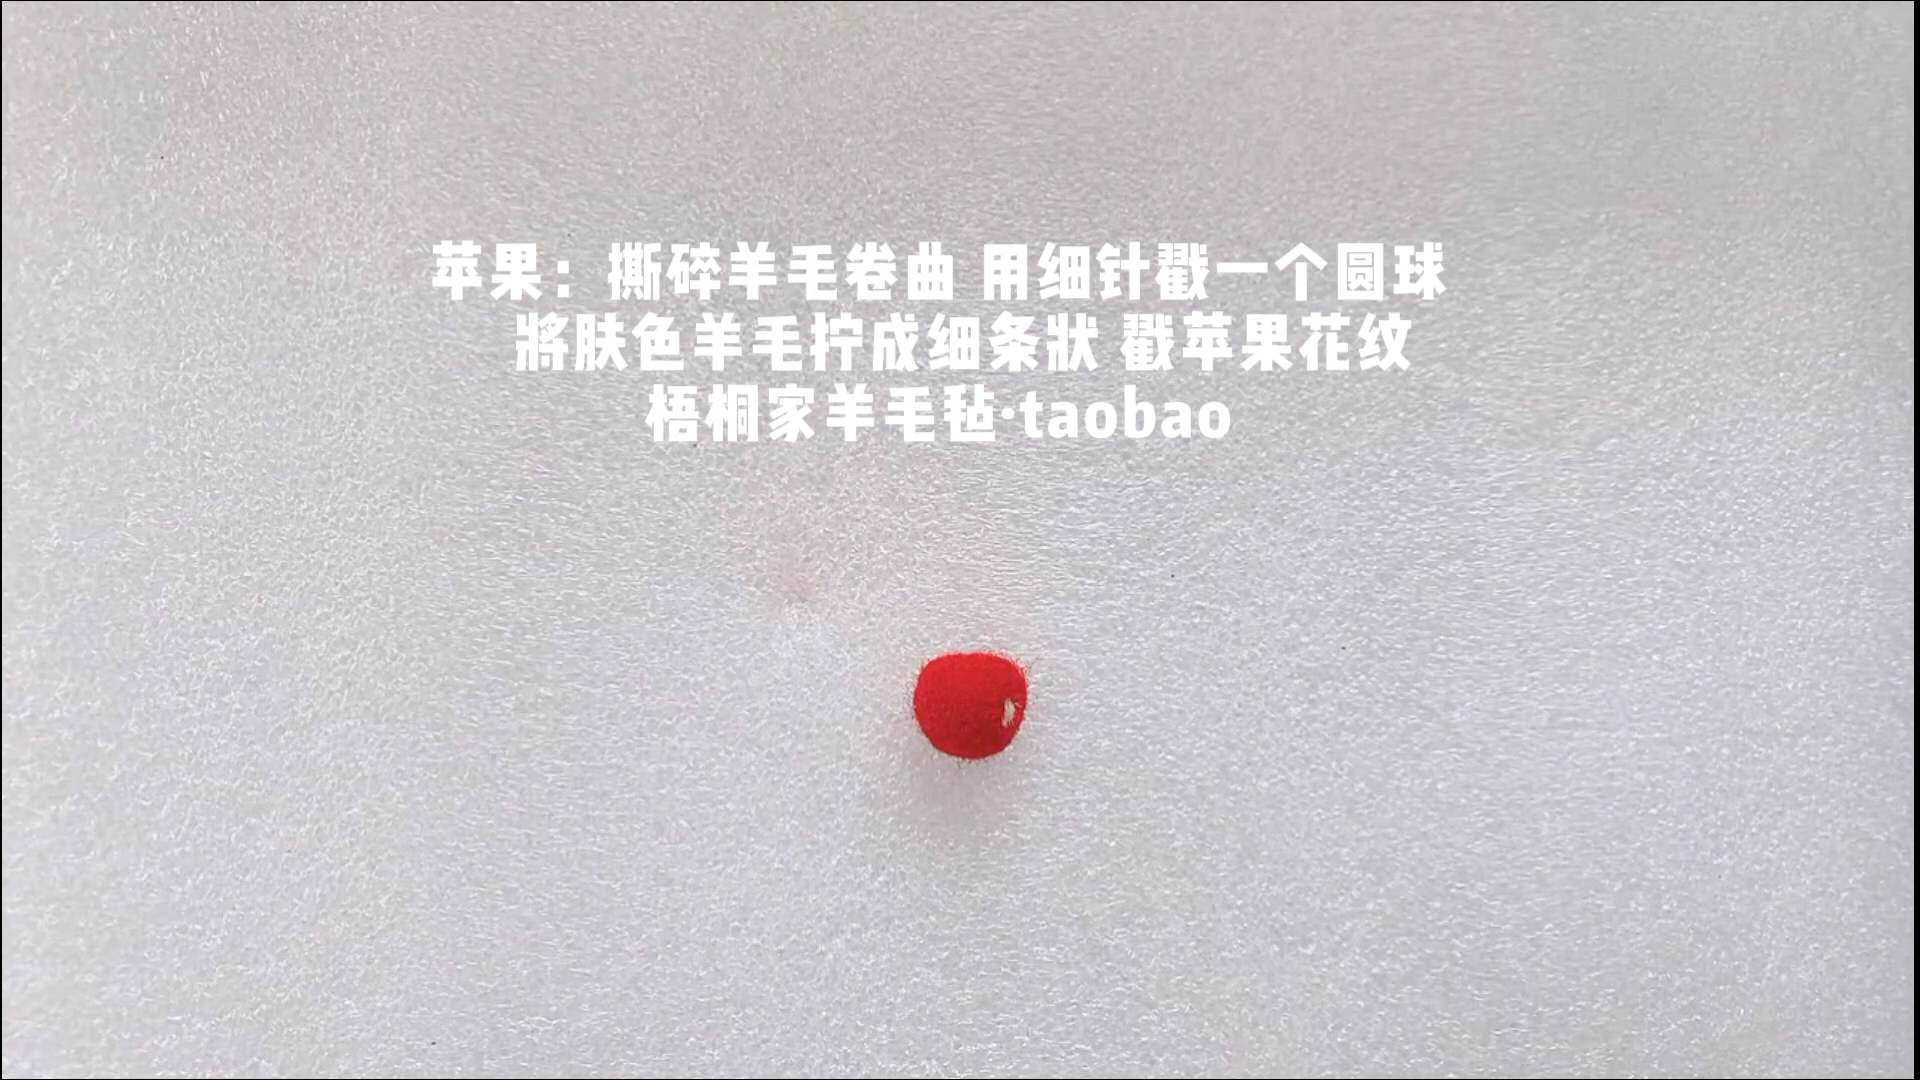 苹果：撕碎羊毛卷曲 用细针戳一个圆球
將肤色羊毛拧成细条狀 戳苹果花纹
梧桐家羊毛毡·taobao